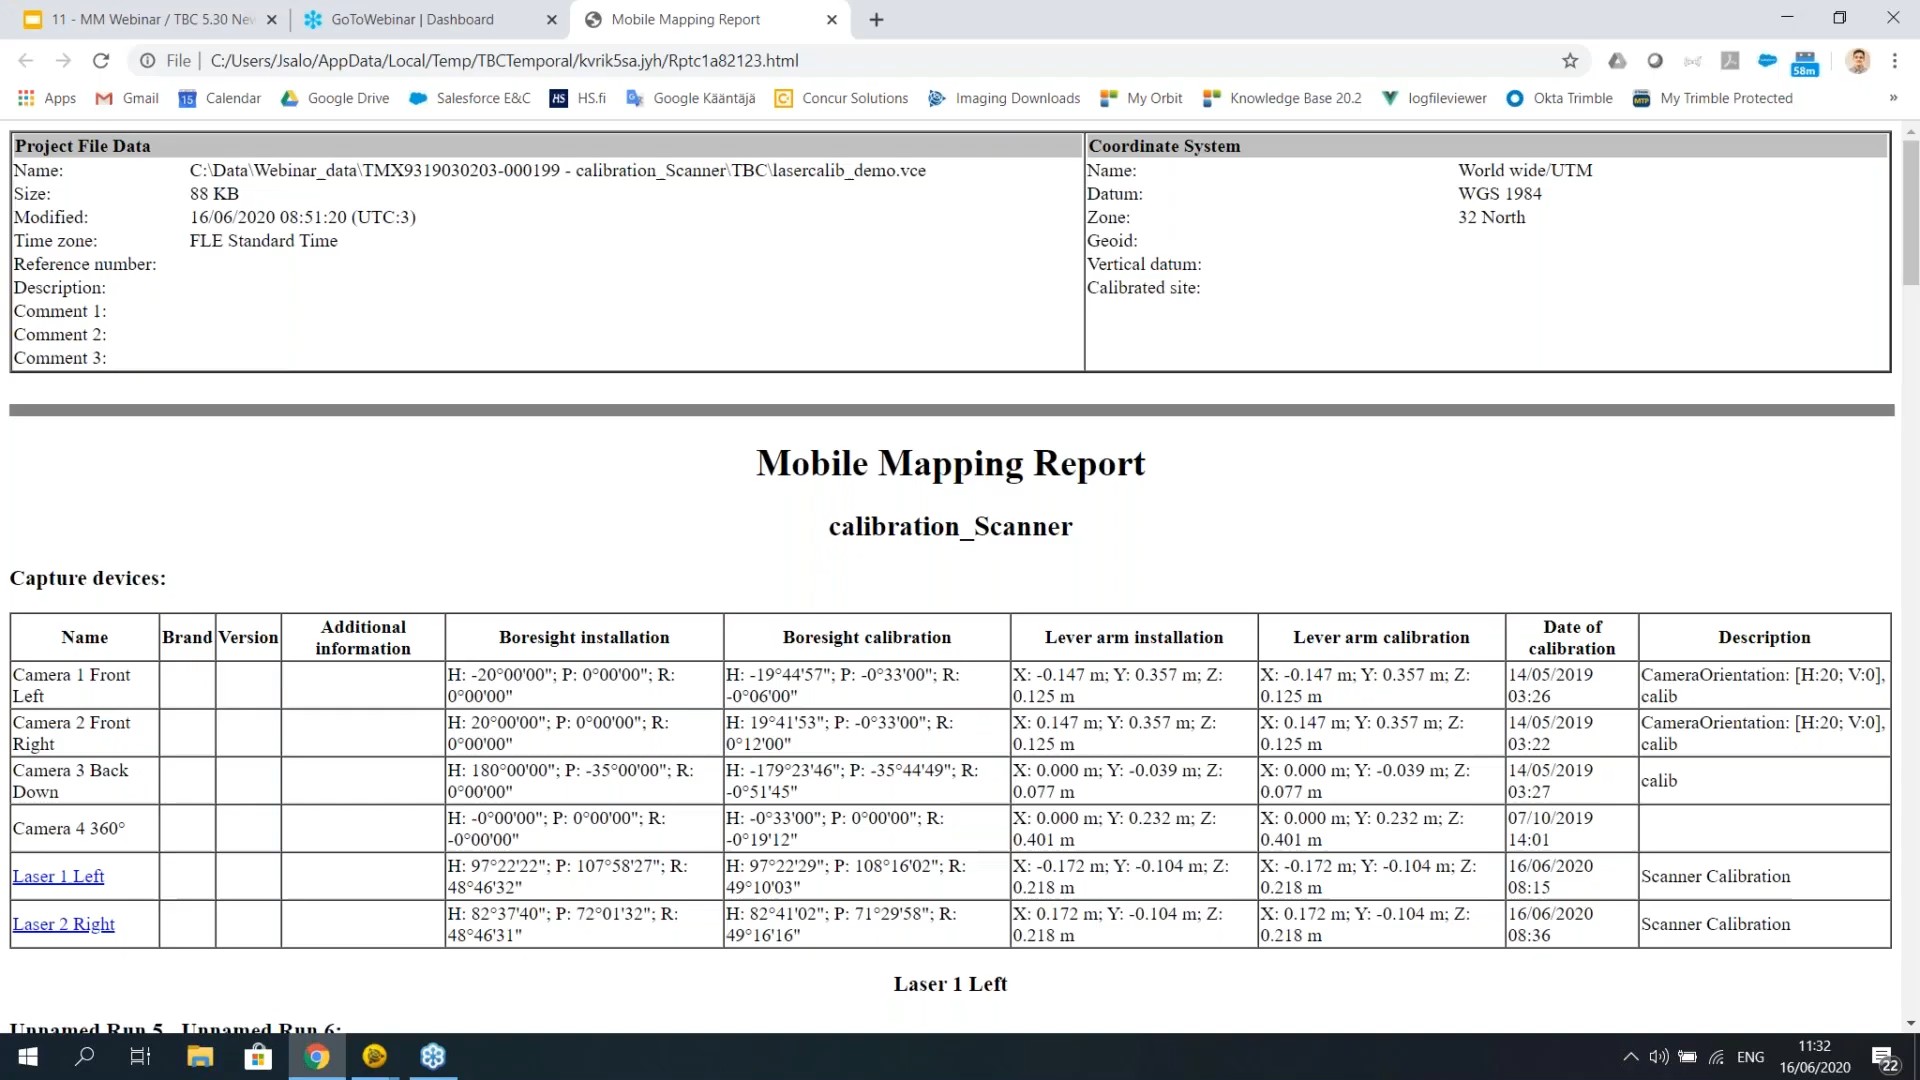 11 - MM Webinar / TBC 5.30 Nev
GoToWebinar | Dashboard
Mobile Mapping Report
File | C:/Users/Jsalo/AppData/Local/Temp/TBCTemporal/kvrik5sa.jyh/Rptc1a82123.html
58m
Apps Gmail 15 Calendar Google Drive Salesforce E&C HS HS.fi Google Kääntäjä Concur Solutions Imaging Downloads My Orbit Knowledge Base 20.2 logfileviewer Okta Trimble MTP My Trimble Protected »
Project File Data
Name: C:\Data\Webinar_data\TMX9319030203-000199 - calibration_Scanner\TBC\lasercalib_demo.vce
Size: 88 KB
Modified: 16/06/2020 08:51:20 (UTC:3)
Time zone: FLE Standard Time
Reference number:
Description:
Comment 1:
Comment 2:
Comment 3:
Coordinate System
Name: World wide/UTM
Datum: WGS 1984
Zone: 32 North
Geoid:
Vertical datum:
Calibrated site:
Mobile Mapping Report
calibration_Scanner
Capture devices:
Name Brand Version Additional information Boresight installation Boresight calibration Lever arm installation Lever arm calibration Date of calibration Description
Camera 1 Front Left H: -20°00'00"; P: 0°00'00"; R: 0°00'00" H: -19°44'57"; P: -0°33'00"; R: -0°06'00" X: -0.147 m; Y: 0.357 m; Z: 0.125 m X: -0.147 m; Y: 0.357 m; Z: 0.125 m 14/05/2019 03:26 CameraOrientation: [H:20; V:0], calib
Camera 2 Front Right H: 20°00'00"; P: 0°00'00"; R: 0°00'00" H: 19°41'53"; P: -0°33'00"; R: 0°12'00" X: 0.147 m; Y: 0.357 m; Z: 0.125 m X: 0.147 m; Y: 0.357 m; Z: 0.125 m 14/05/2019 03:22 CameraOrientation: [H:20; V:0], calib
Camera 3 Back Down H: 180°00'00"; P: -35°00'00"; R: 0°00'00" H: -179°23'46"; P: -35°44'49"; R: -0°51'45" X: 0.000 m; Y: -0.039 m; Z: 0.077 m X: 0.000 m; Y: -0.039 m; Z: 0.077 m 14/05/2019 03:27 calib
Camera 4 360° H: -0°00'00"; P: 0°00'00"; R: -0°00'00" H: -0°33'00"; P: 0°00'00"; R: -0°19'12" X: 0.000 m; Y: 0.232 m; Z: 0.401 m X: 0.000 m; Y: 0.232 m; Z: 0.401 m 07/10/2019 14:01
Laser 1 Left H: 97°22'22"; P: 107°58'27"; R: 48°46'32" H: 97°22'29"; P: 108°16'02"; R: 49°10'03" X: -0.172 m; Y: -0.104 m; Z: 0.218 m X: -0.172 m; Y: -0.104 m; Z: 0.218 m 16/06/2020 08:15 Scanner Calibration
Laser 2 Right H: 82°37'40"; P: 72°01'32"; R: 48°46'31" H: 82°41'02"; P: 71°29'58"; R: 49°16'16" X: 0.172 m; Y: -0.104 m; Z: 0.218 m X: 0.172 m; Y: -0.104 m; Z: 0.218 m 16/06/2020 08:36 Scanner Calibration
Laser 1 Left
Unnamed Run 5 - Unnamed Run 6:
ENG
11:32
16/06/2020
22